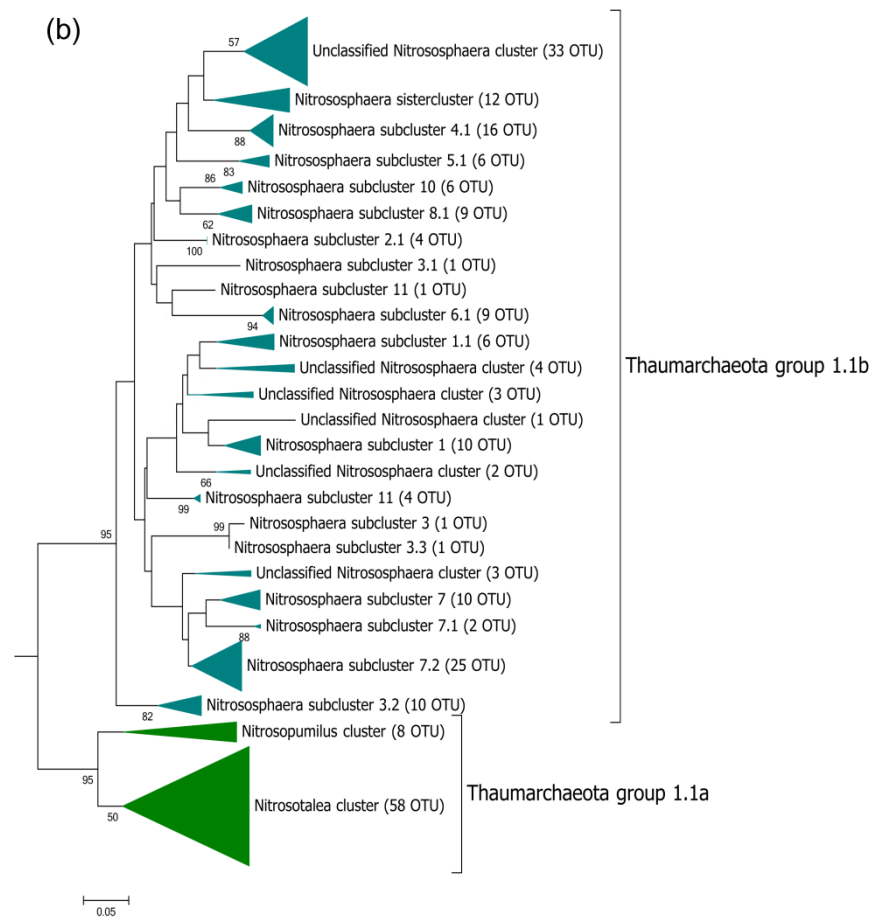 (b)
57
Unclassified Nitrososphaera cluster (33 OTU)
Nitrososphaera sistercluster (12 OTU)
Nitrososphaera subcluster 4.1 (16 OTU)
88
Nitrososphaera subcluster 5.1 (6 OTU)
83
86
Nitrososphaera subcluster 10 (6 OTU)
Nitrososphaera subcluster 8.1 (9 OTU)
62
Nitrososphaera subcluster 2.1 (4 OTU)
100
Nitrososphaera subcluster 3.1 (1 OTU)
Nitrososphaera subcluster 11 (1 OTU)
Nitrososphaera subcluster 6.1 (9 OTU)
94
Nitrososphaera subcluster 1.1 (6 OTU)
Unclassified Nitrososphaera cluster (4 OTU)
Thaumarchaeota group 1.1b
Unclassified Nitrososphaera cluster (3 OTU)
Unclassified Nitrososphaera cluster (1 OTU)
Nitrososphaera subcluster 1 (10 OTU)
Unclassified Nitrososphaera cluster (2 OTU)
66
Nitrososphaera subcluster 11 (4 OTU)
99
Nitrososphaera subcluster 3 (1 OTU)
99
Nitrososphaera subcluster 3.3 (1 OTU)
95
Unclassified Nitrososphaera cluster (3 OTU)
Nitrososphaera subcluster 7 (10 OTU)
Nitrososphaera subcluster 7.1 (2 OTU)
88
Nitrososphaera subcluster 7.2 (25 OTU)
Nitrososphaera subcluster 3.2 (10 OTU)
82
Nitrosopumilus cluster (8 OTU)
95
Thaumarchaeota group 1.1a
Nitrosotalea cluster (58 OTU)
50
0.05